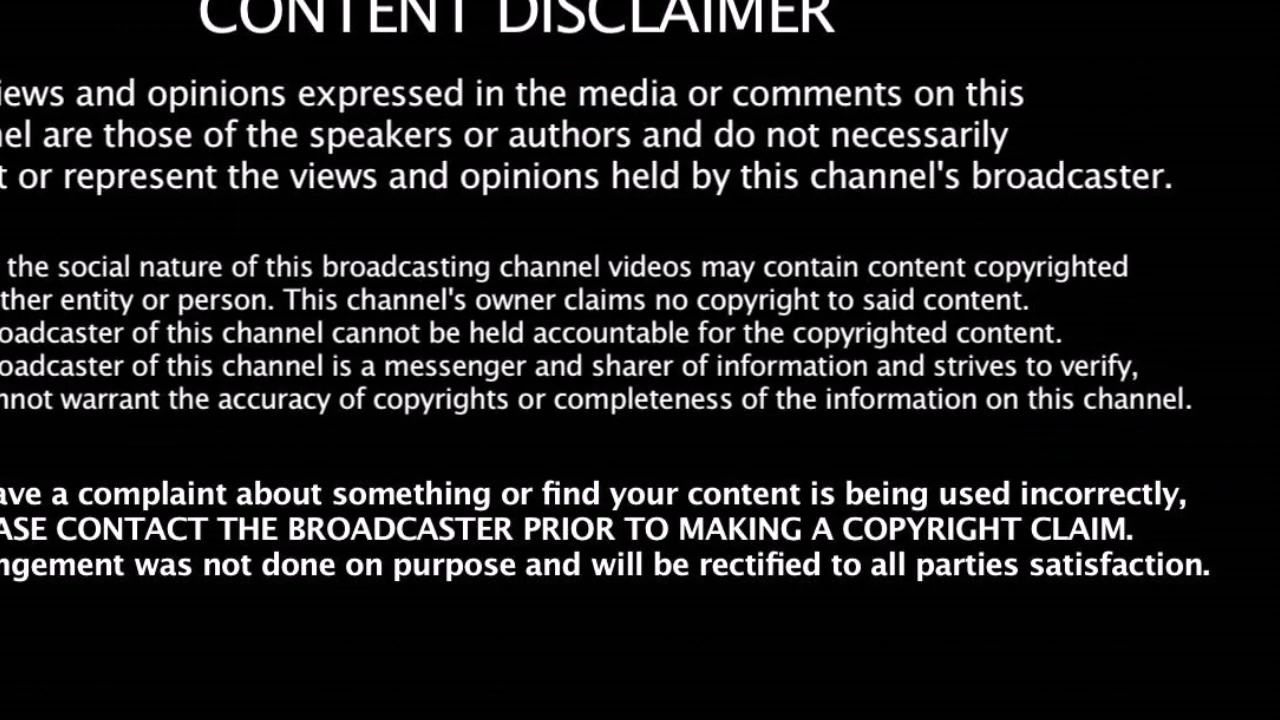 CONTENT DISCLAIMER
iews and opinions expressed in the media or comments on this
nel are those of the speakers or authors and do not necessarily
t or represent the views and opinions held by this channel's broadcaster.
the social nature of this broadcasting channel videos may contain content copyrighted
ther entity or person. This channel's owner claims no copyright to said content.
oadcaster of this channel cannot be held accountable for the copyrighted content.
oadcaster of this channel is a messenger and sharer of information and strives to verify,
nnot warrant the accuracy of copyrights or completeness of the information on this channel.
ave a complaint about something or find your content is being used incorrectly,
ASE CONTACT THE BROADCASTER PRIOR TO MAKING A COPYRIGHT CLAIM.
ngement was not done on purpose and will be rectified to all parties satisfaction.